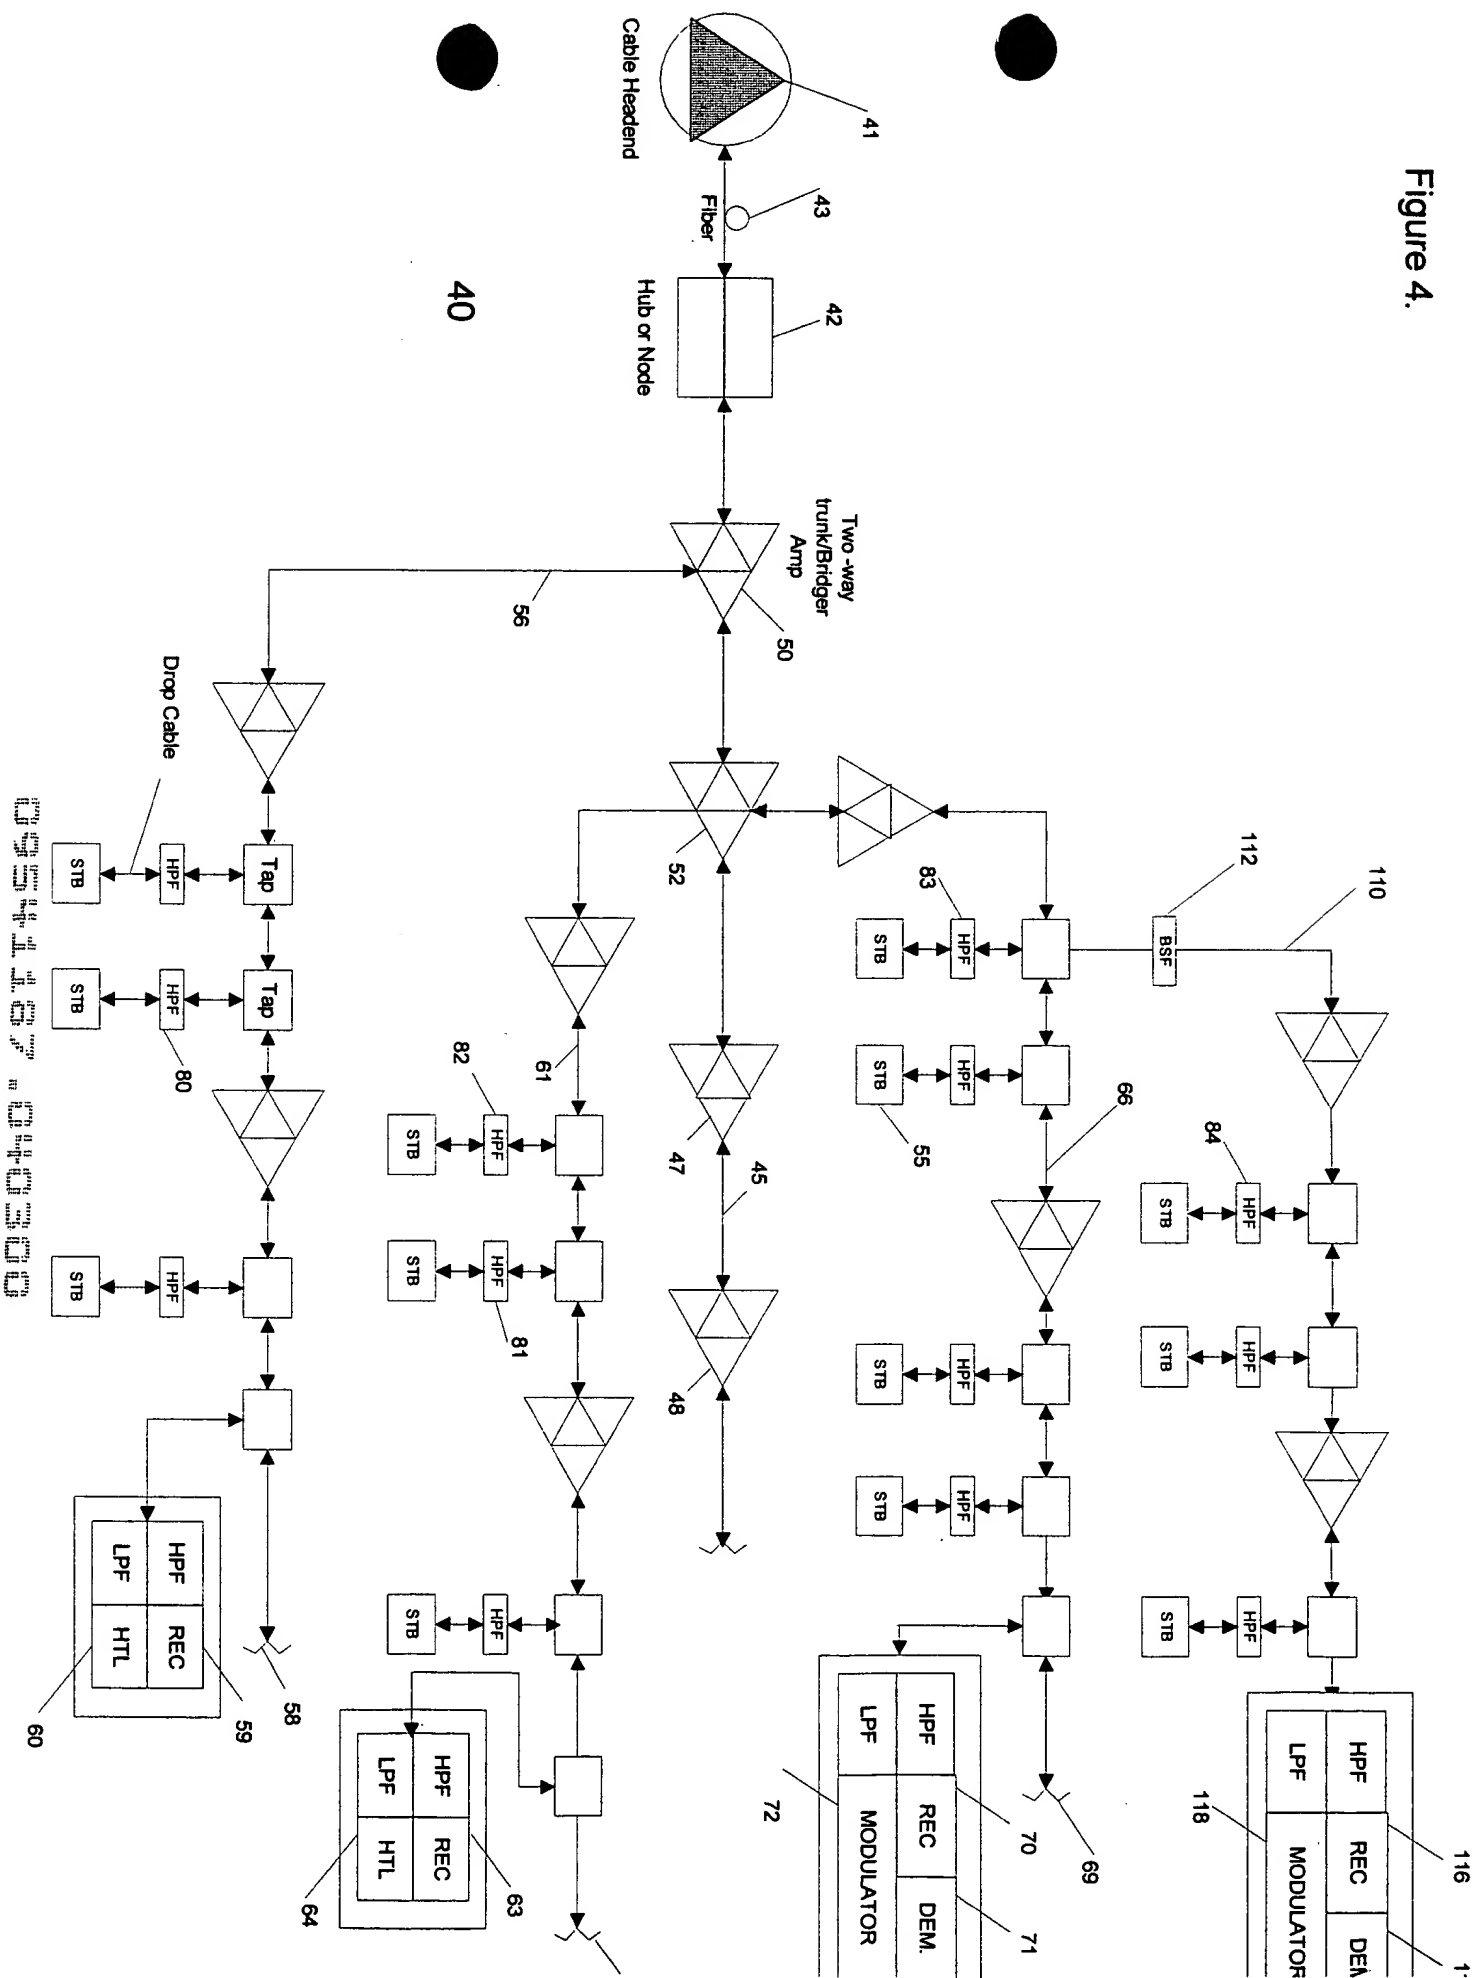 Figure 4.
110
112
BSF
84
HPF
STB
HPF
STB
HPF
STB
HPF
LPF
REC
MODULATOR
116
118
83
HPF
STB
HPF
STB
55
66
HPF
STB
HPF
STB
69
HPF
LPF
REC
DEM.
MODULATOR
70
71
72
41
Cable Headend
43
Fiber
42
Hub or Node
Two -way
trunk/Bridger
Amp
50
52
47
45
48
40
56
61
82
HPF
STB
HPF
STB
81
HPF
STB
HPF
REC
LPF
HTL
63
64
Drop Cable
Tap
HPF
STB
Tap
HPF
STB
80
HPF
STB
58
HPF
REC
LPF
HTL
59
60
09541187 .040300